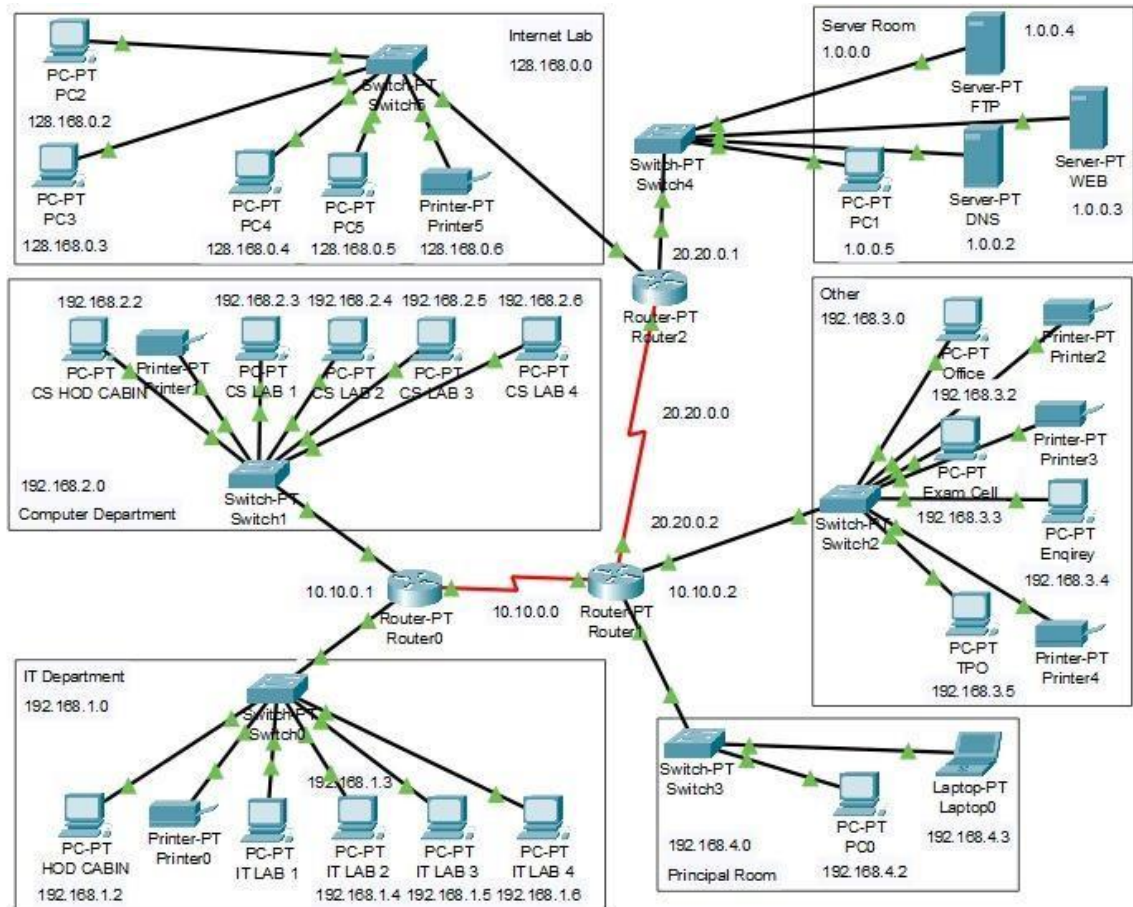 Internet Lab
128.168.0.0
PC-PT
PC2
128.168.0.2
Switch-PT
Switch5
PC-PT
PC3
128.168.0.3
PC-PT
PC4
128.168.0.4
PC-PT
PC5
128.168.0.5
Printer-PT
Printer5
128.168.0.6
Server Room
1.0.0.0
1.0.0.4
Server-PT
FTP
Switch-PT
Switch4
PC-PT
PC1
1.0.0.5
Server-PT
DNS
1.0.0.2
Server-PT
WEB
1.0.0.3
20.20.0.1
Router-PT
Router2
20.20.0.0
20.20.0.2
192.168.2.2
192.168.2.3
192.168.2.4
192.168.2.5
192.168.2.6
PC-PT
CS HOD CABIN
Printer-PT
Printer1
PC-PT
CS LAB 1
PC-PT
CS LAB 2
PC-PT
CS LAB 3
PC-PT
CS LAB 4
192.168.2.0
Computer Department
Switch-PT
Switch1
Other
192.168.3.0
PC-PT
Office
192.168.3.2
Printer-PT
Printer2
Printer-PT
Printer3
PC-PT
Exam Cell
192.168.3.3
Switch-PT
Switch2
PC-PT
Enqirey
192.168.3.4
PC-PT
TPO
192.168.3.5
Printer-PT
Printer4
10.10.0.1
Router-PT
Router0
10.10.0.0
Router-PT
Router1
10.10.0.2
IT Department
192.168.1.0
Switch-PT
Switch0
192.168.1.3
PC-PT
HOD CABIN
192.168.1.2
Printer-PT
Printer0
PC-PT
IT LAB 1
PC-PT
IT LAB 2
192.168.1.4
PC-PT
IT LAB 3
192.168.1.5
PC-PT
IT LAB 4
192.168.1.6
Switch-PT
Switch3
192.168.4.0
Principal Room
PC-PT
PC0
192.168.4.2
Laptop-PT
Laptop0
192.168.4.3